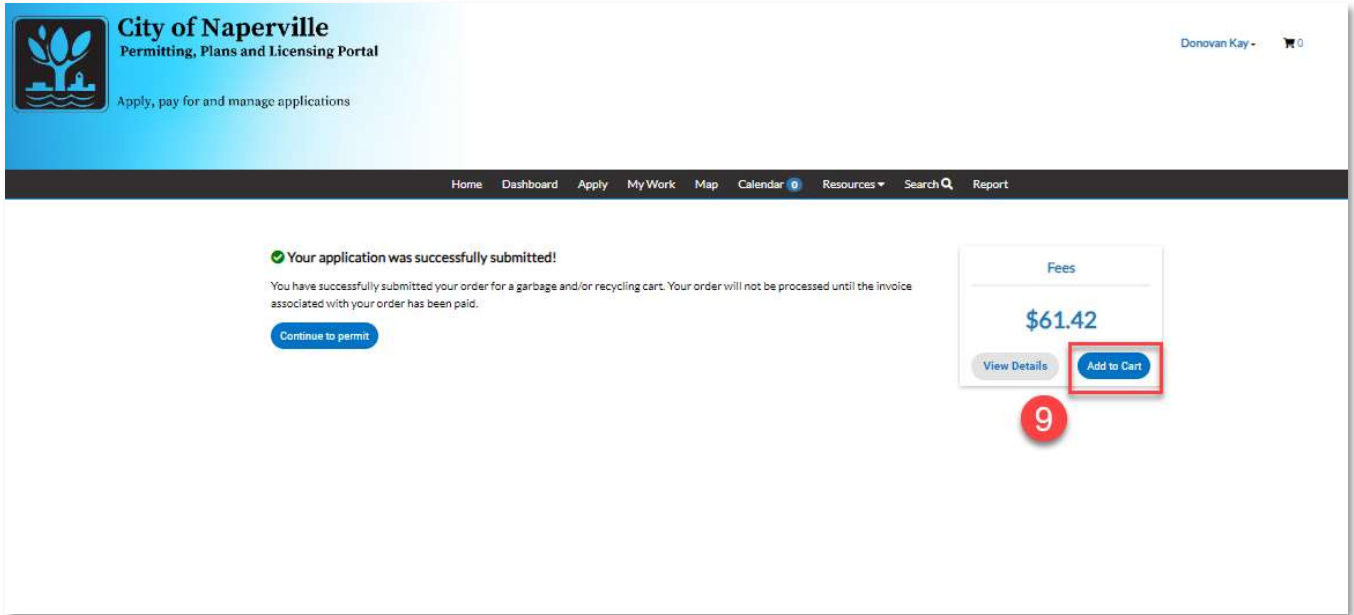 City of Naperville
Permitting, Plans and Licensing Portal
Apply, pay for and manage applications
Donovan Kay
0
Home Dashboard Apply My Work Map Calendar 0 Resources Search Report
Your application was successfully submitted!
You have successfully submitted your order for a garbage and/or recycling cart. Your order will not be processed until the invoice
associated with your order has been paid.
Continue to permit
Fees
$61.42
View Details Add to Cart
9